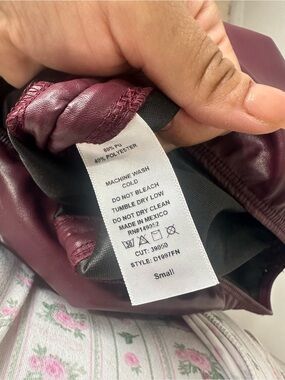 60% PU
40% POLYESTER
MACHINE WASH
COLD
DO NOT BLEACH
TUMBLE DRY LOW
DO NOT DRY CLEAN
MADE IN MEXICO
RN#149052
CUT: 39050
STYLE: D1997FN
Small